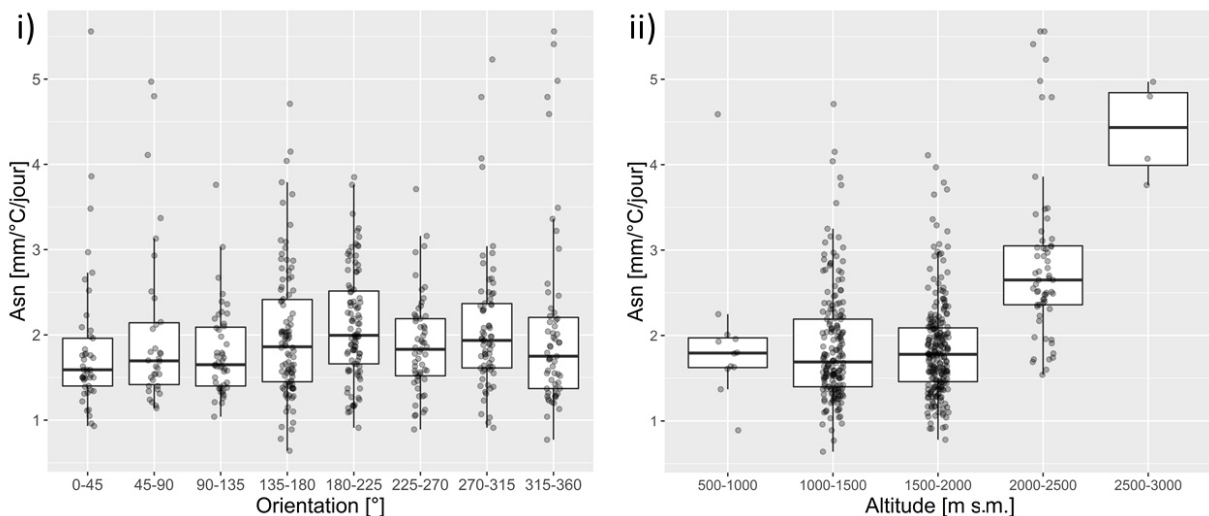 i)
Asn [mm/°C/jour]
5
4
3
2
1
0-45 45-90 90-135 135-180 180-225 225-270 270-315 315-360
Orientation [°]
ii)
Asn [mm/°C/jour]
5
4
3
2
1
500-1000 1000-1500 1500-2000 2000-2500 2500-3000
Altitude [m s.m.]